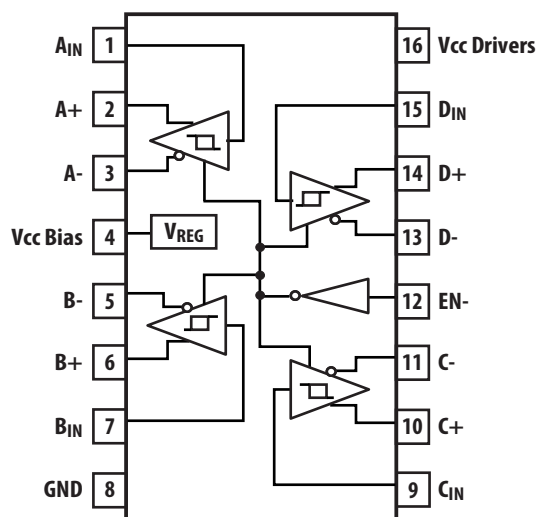 AIN 1
A+ 2
A- 3
Vcc Bias 4 VREG
B- 5
B+ 6
BIN 7
GND 8
16 Vcc Drivers
15 DIN
14 D+
13 D-
12 EN-
11 C-
10 C+
9 CIN